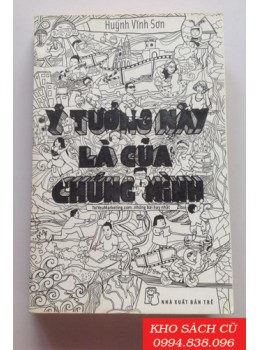 Huỳnh Vĩnh Sơn
Ý TƯỞNG NÀY
LÀ CỦA
CHÚNG MÌNH
NHÀ XUẤT BẢN TRẺ
KHO SÁCH CŨ
0994.838.096